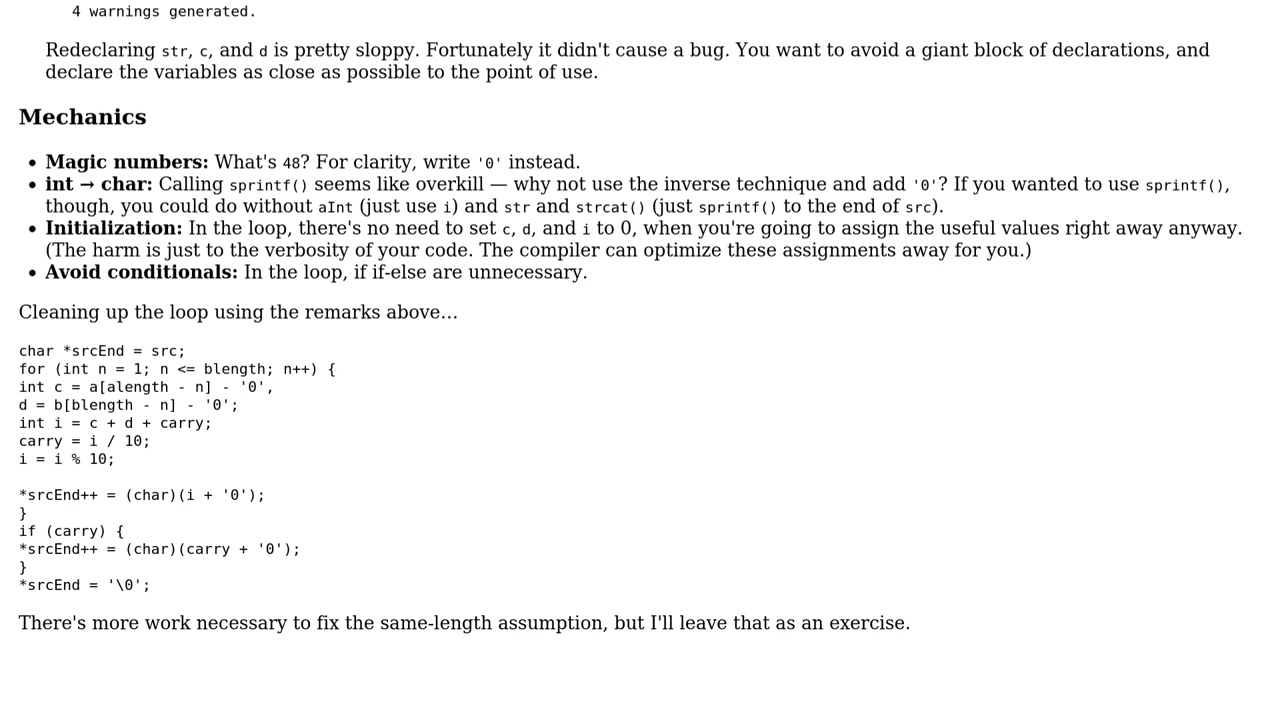 4 warnings generated.
Redeclaring str, c, and d is pretty sloppy. Fortunately it didn't cause a bug. You want to avoid a giant block of declarations, and
declare the variables as close as possible to the point of use.
Mechanics
• Magic numbers: What's 48? For clarity, write '0' instead.
• int → char: Calling sprintf() seems like overkill — why not use the inverse technique and add '0'? If you wanted to use sprintf(),
though, you could do without aInt (just use i) and str and strcat() (just sprintf() to the end of src).
• Initialization: In the loop, there's no need to set c, d, and i to 0, when you're going to assign the useful values right away anyway.
(The harm is just to the verbosity of your code. The compiler can optimize these assignments away for you.)
• Avoid conditionals: In the loop, if if-else are unnecessary.
Cleaning up the loop using the remarks above…
char *srcEnd = src;
for (int n = 1; n <= blength; n++) {
int c = a[alength - n] - '0',
d = b[blength - n] - '0';
int i = c + d + carry;
carry = i / 10;
i = i % 10;
*srcEnd++ = (char)(i + '0');
}
if (carry) {
*srcEnd++ = (char)(carry + '0');
}
*srcEnd = '\0';
There's more work necessary to fix the same-length assumption, but I'll leave that as an exercise.